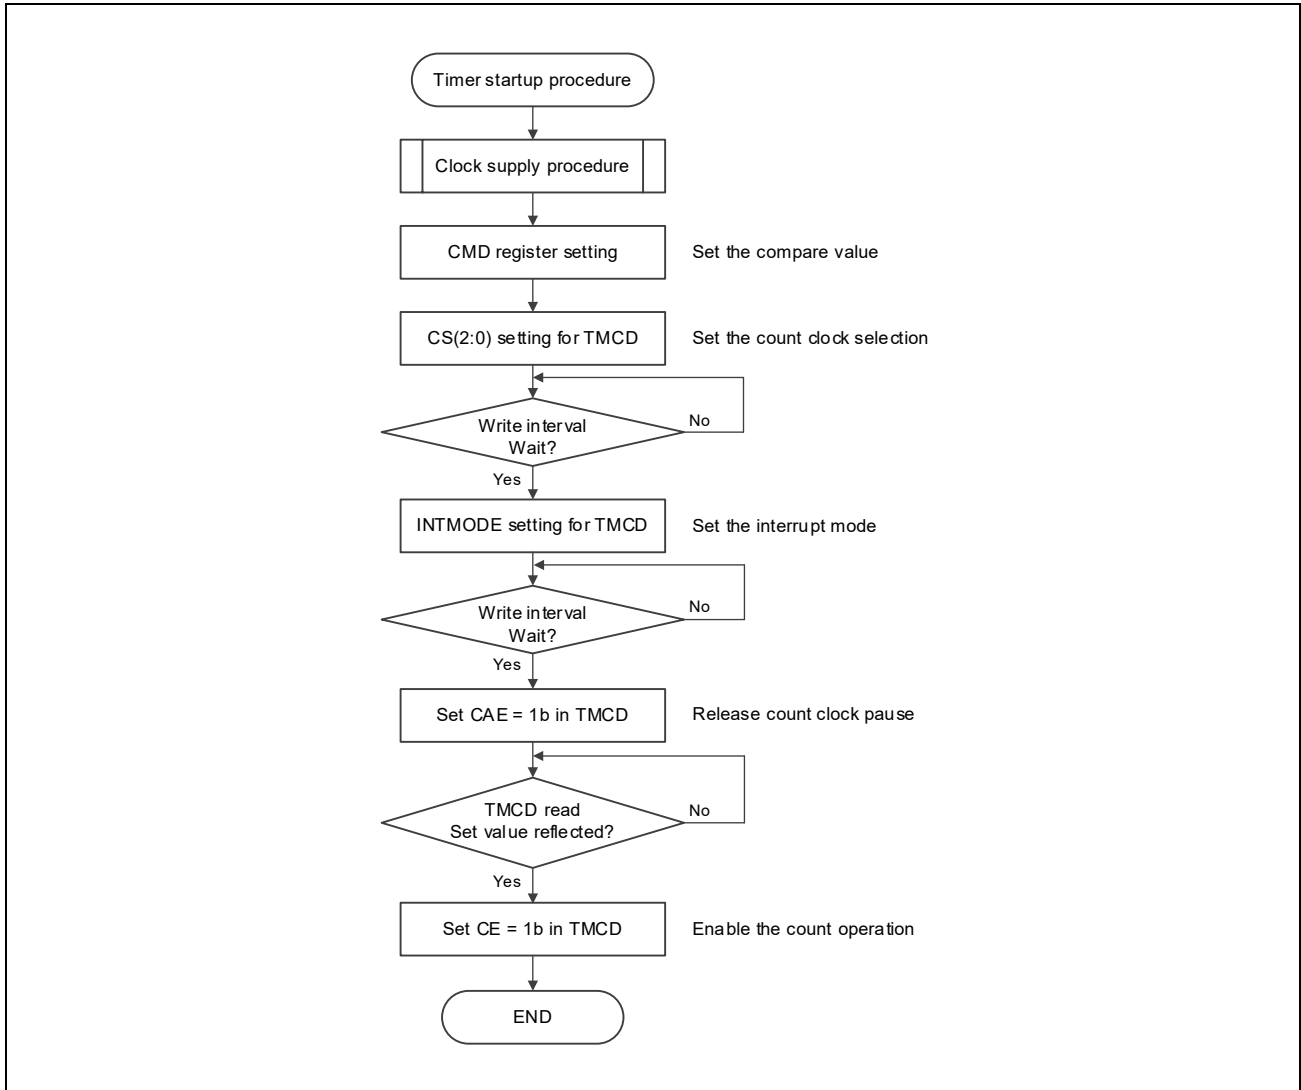 Timer startup procedure
Clock supply procedure
CMD register setting
Set the compare value
CS(2:0) setting for TMCD
Set the count clock selection
Write interval
Wait?
No
Yes
INTMODE setting for TMCD
Set the interrupt mode
Write interval
Wait?
No
Yes
Set CAE = 1b in TMCD
Release count clock pause
TMCD read
Set value reflected?
No
Yes
Set CE = 1b in TMCD
Enable the count operation
END